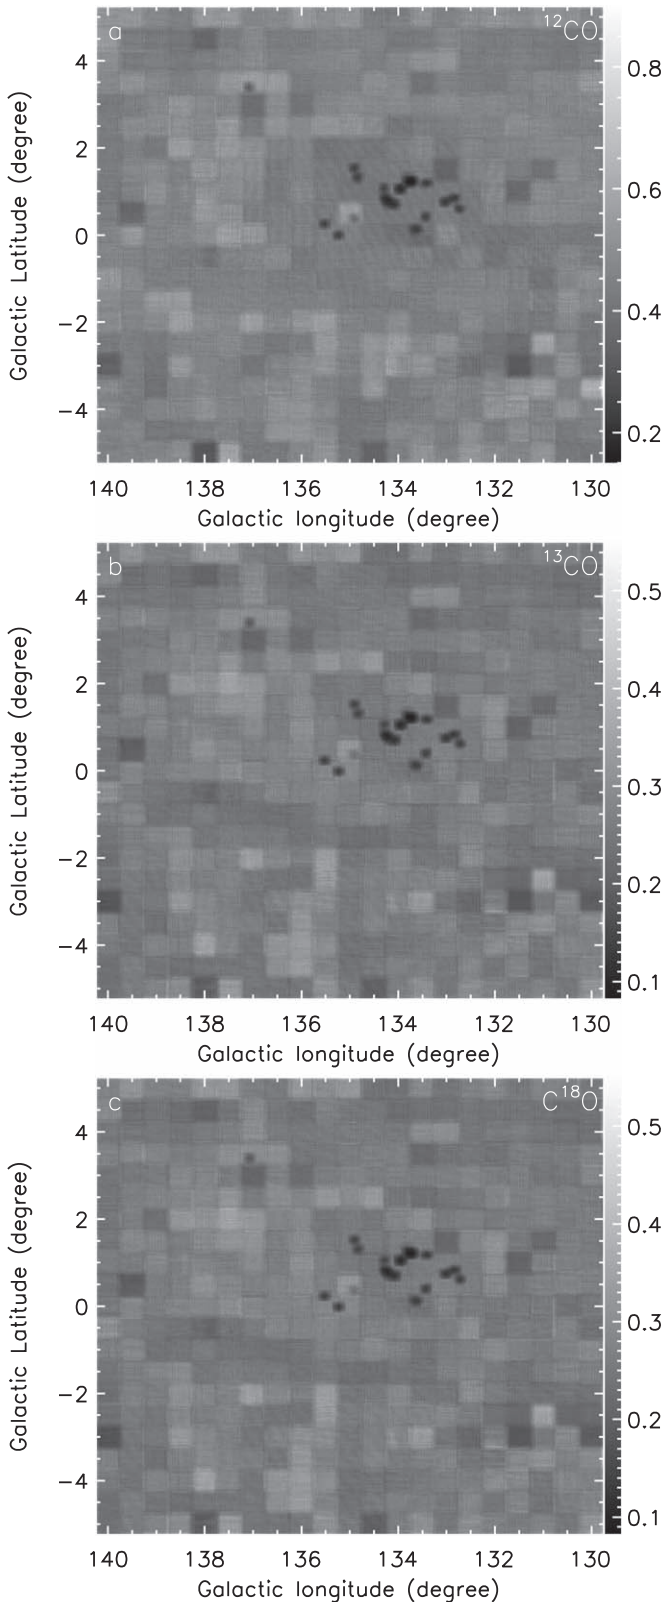 a
¹²CO
4
2
0
−2
−4
Galactic Latitude (degree)
0.8
0.6
0.4
0.2
140 138 136 134 132 130
Galactic longitude (degree)
b
¹³CO
4
2
0
−2
−4
Galactic Latitude (degree)
0.5
0.4
0.3
0.2
0.1
140 138 136 134 132 130
Galactic longitude (degree)
c
C¹⁸O
4
2
0
−2
−4
Galactic Latitude (degree)
0.5
0.4
0.3
0.2
0.1
140 138 136 134 132 130
Galactic longitude (degree)